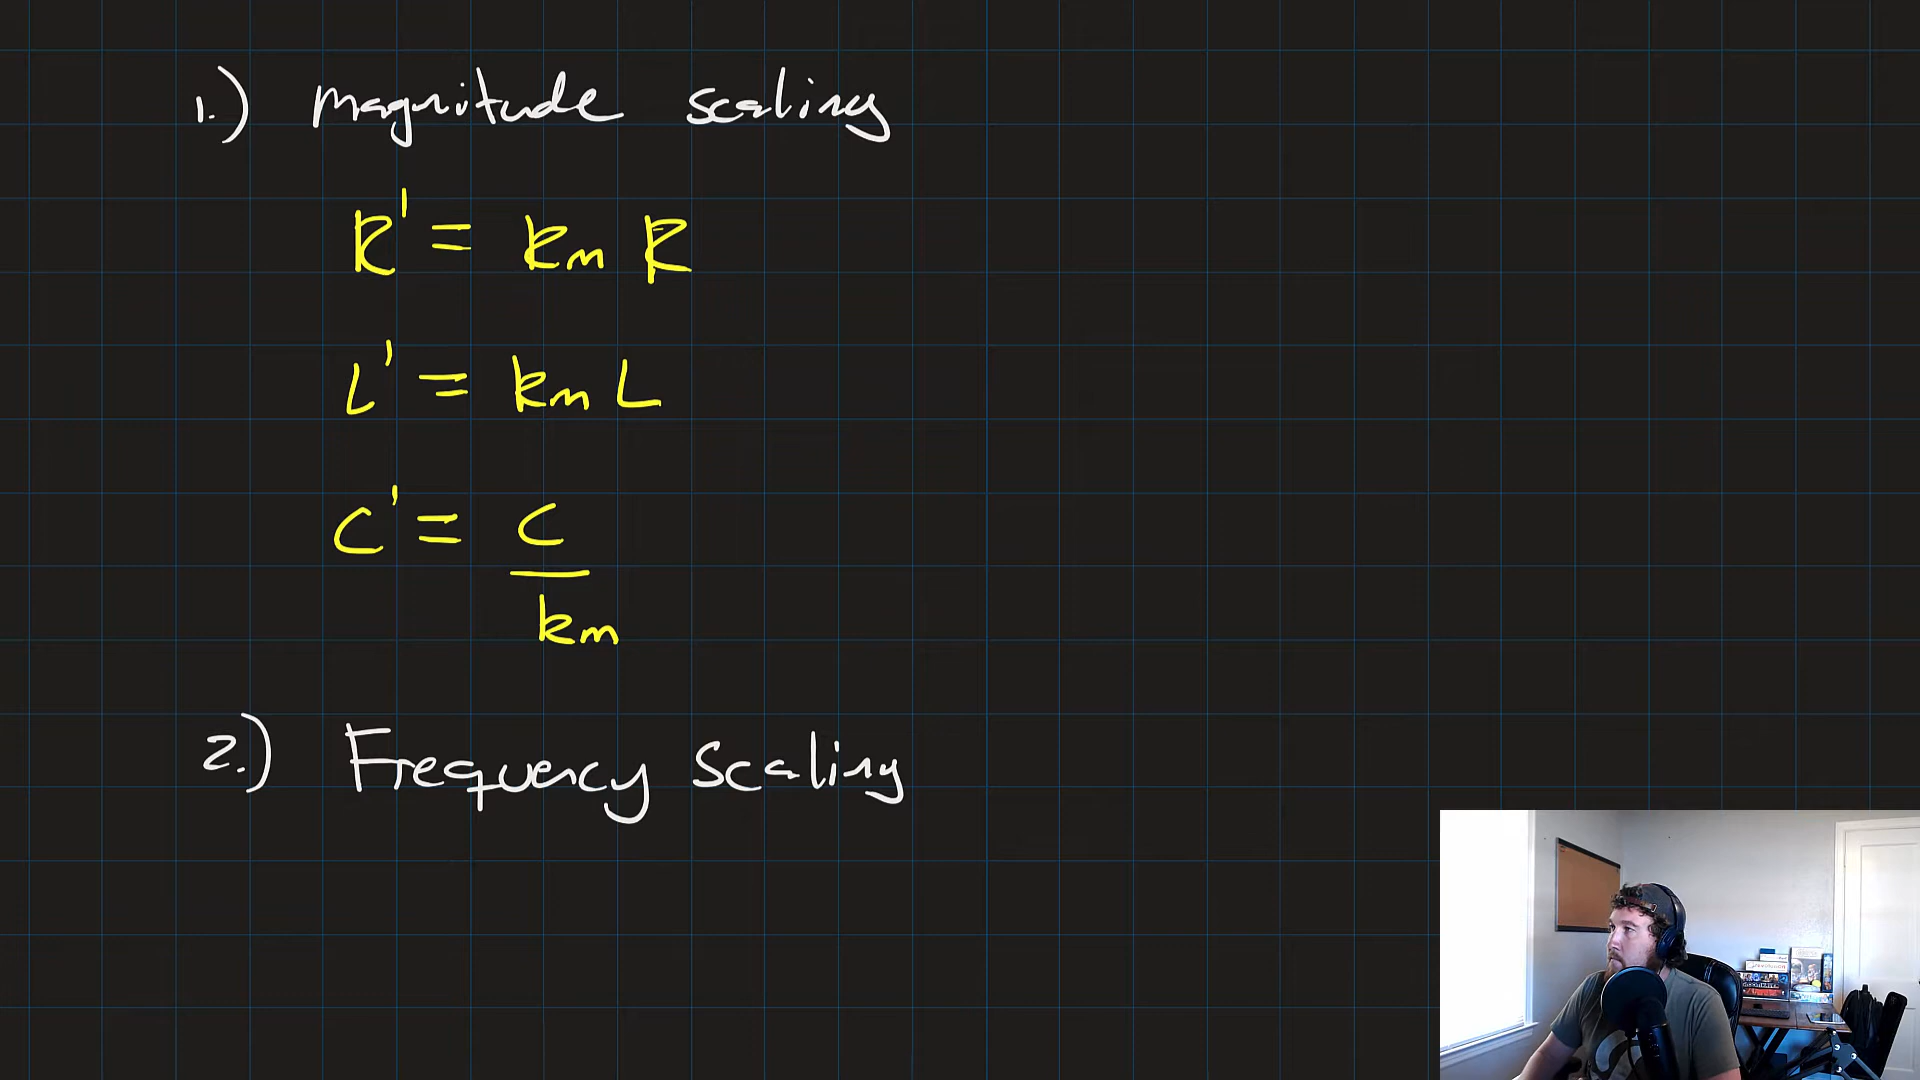 1.) magnitude scaling
R' = km R
L' = km L
C' = C
km
2.) Frequency Scaling